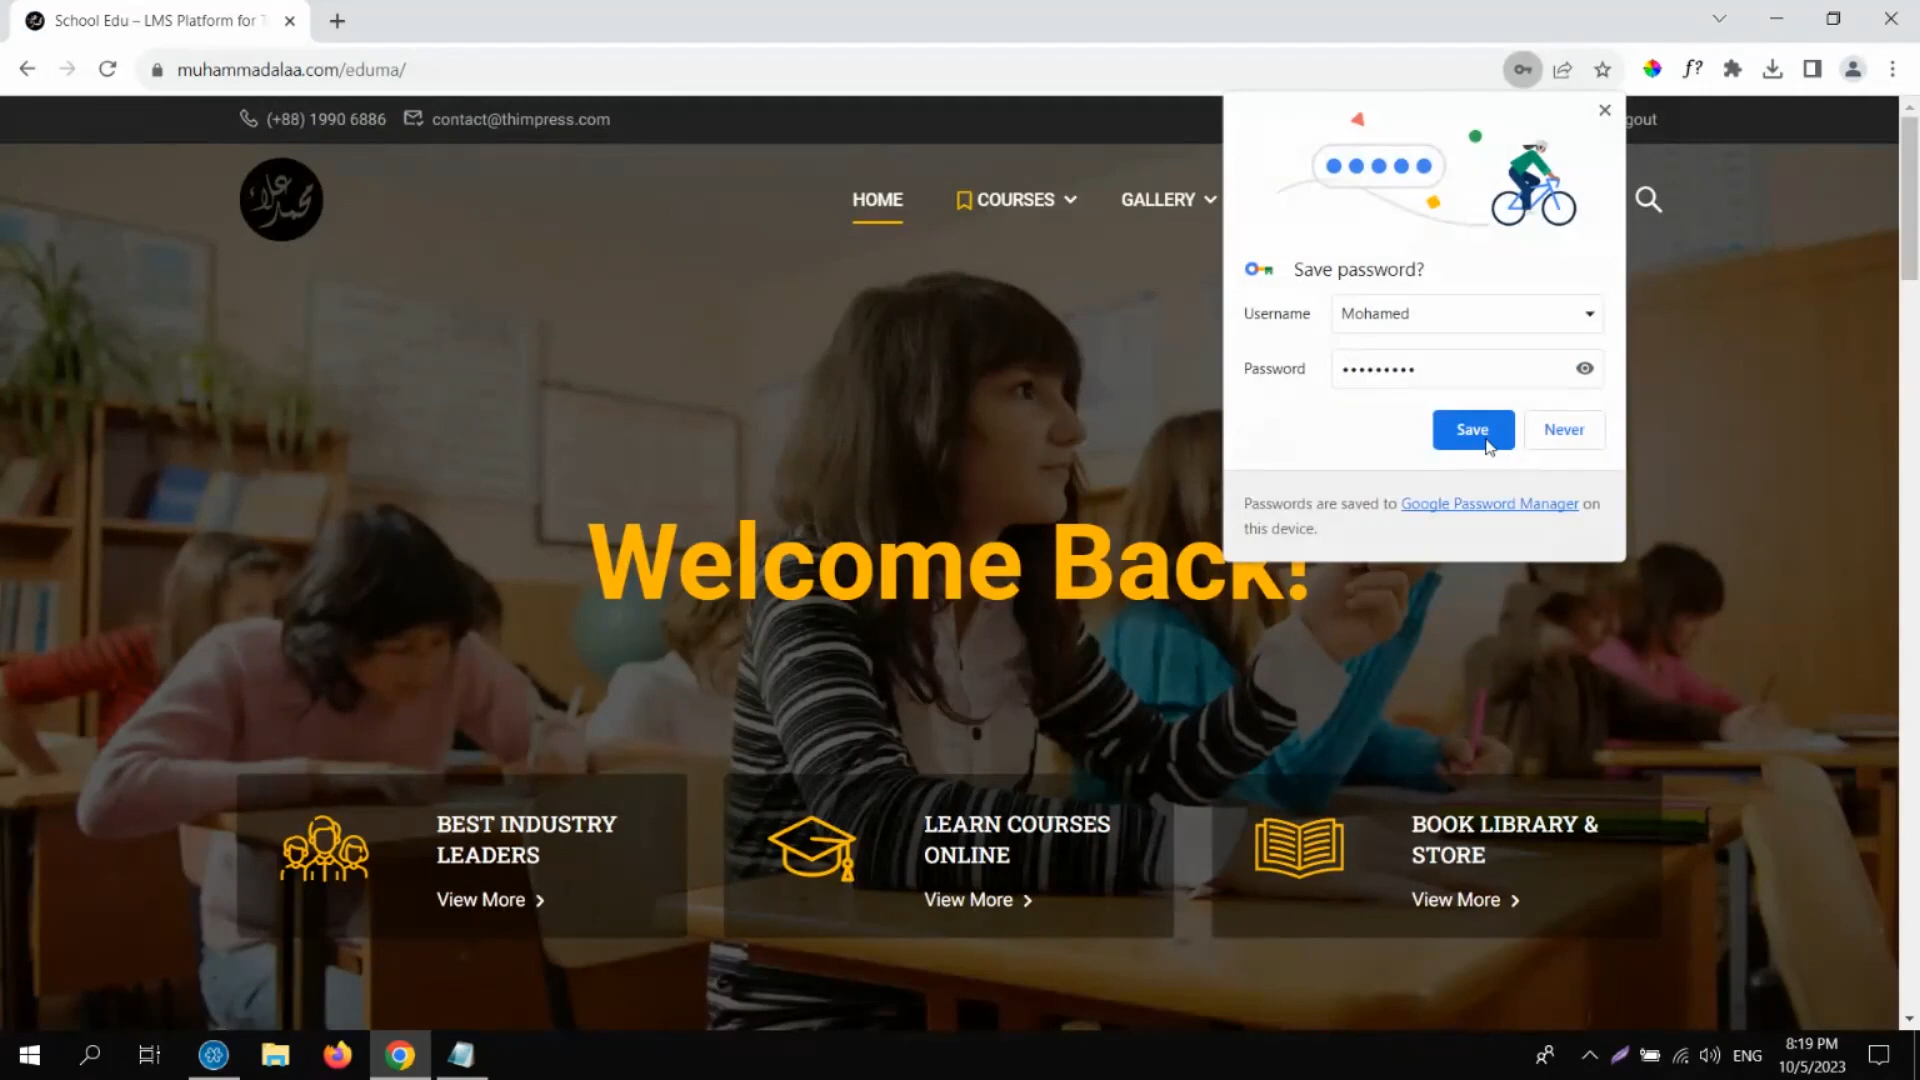 School Edu – LMS Platform for
muhammadalaa.com/eduma/
f?
(+88) 1990 6886
contact@thimpress.com
gout
محمد علاء
HOME
COURSES
GALLERY
Save password?
Username
Mohamed
Password
•••••••••
Save
Never
Passwords are saved to Google Password Manager on
this device.
Welcome Back!
BEST INDUSTRY
LEADERS
View More
LEARN COURSES
ONLINE
View More
BOOK LIBRARY &
STORE
View More
ENG
8:19 PM
10/5/2023